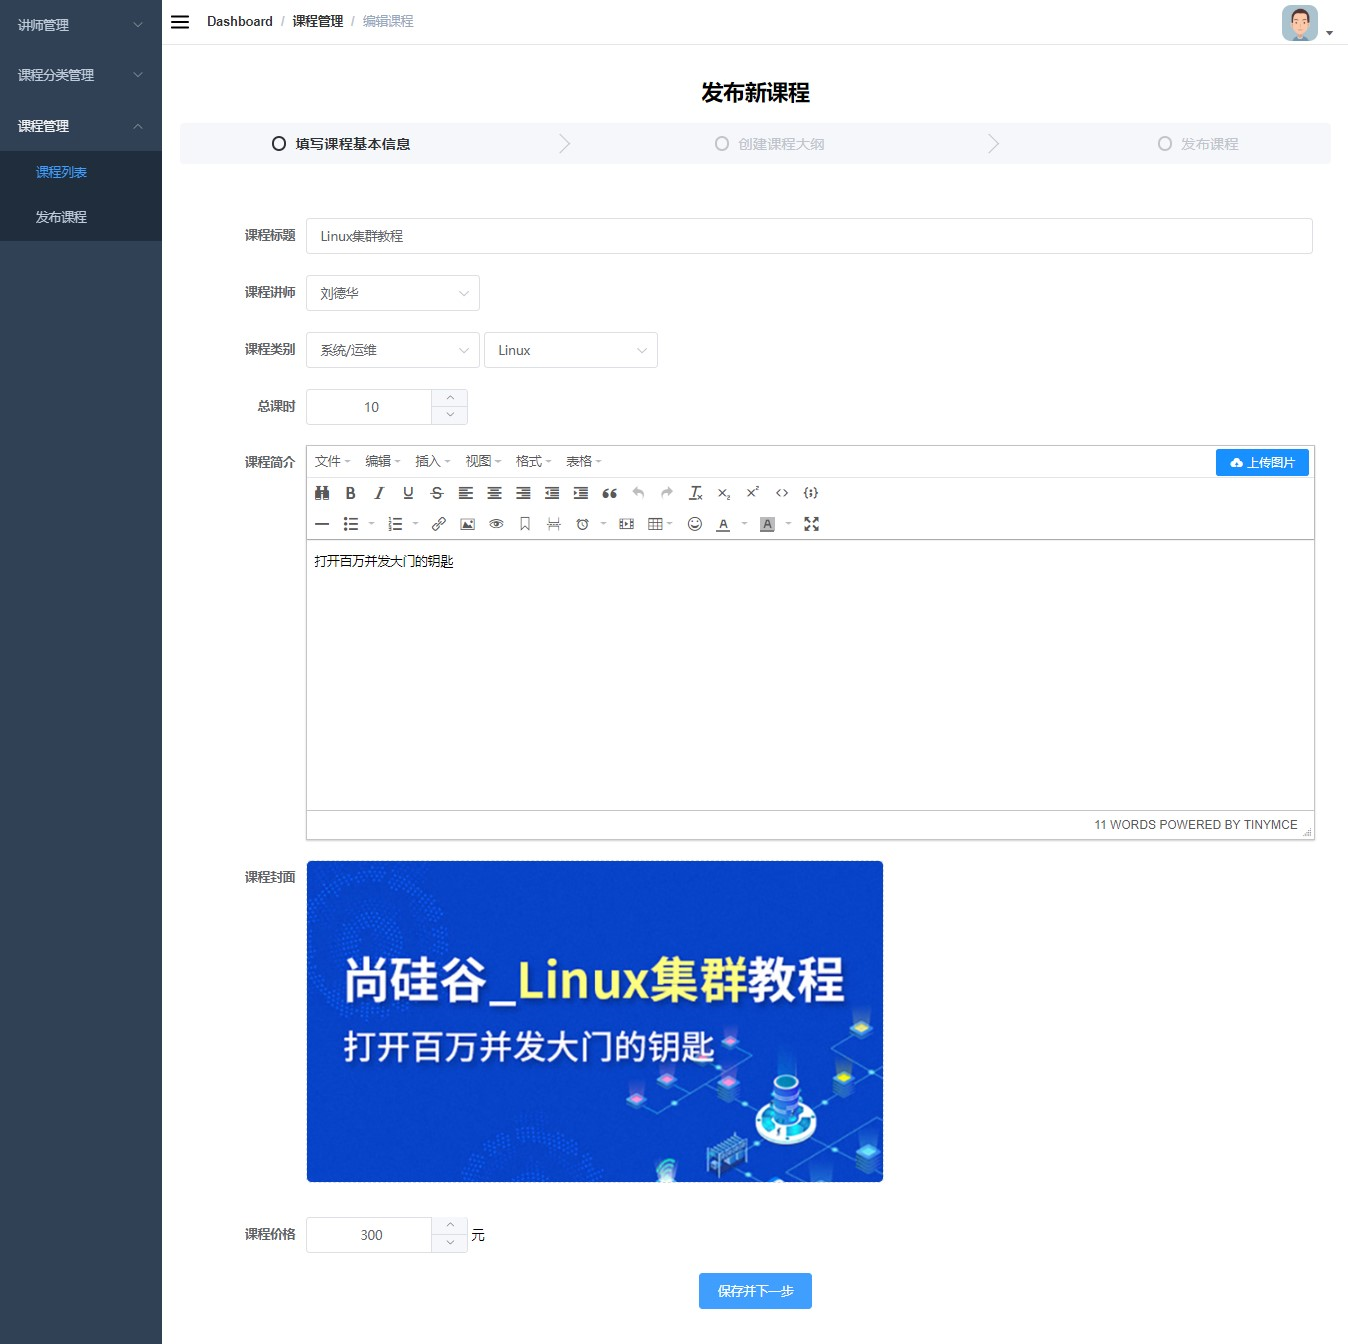 讲师管理
课程分类管理
课程管理
课程列表
发布课程
Dashboard / 课程管理 / 编辑课程
发布新课程
填写课程基本信息
创建课程大纲
发布课程
课程标题 Linux集群教程
课程讲师 刘德华
课程类别 系统/运维 Linux
总课时 10
课程简介 文件 编辑 插入 视图 格式 表格 上传图片
打开百万并发大门的钥匙
11 WORDS POWERED BY TINYMCE
课程封面
尚硅谷_Linux集群教程
打开百万并发大门的钥匙
课程价格 300 元
保存并下一步